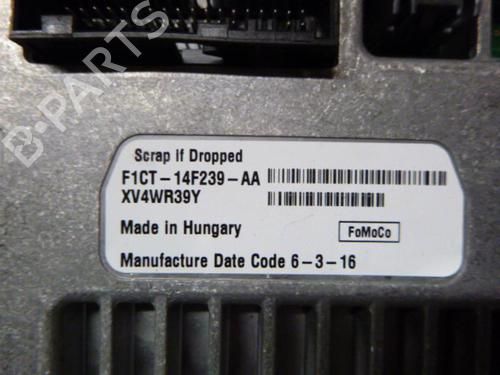 B-PARTS
Scrap if Dropped
F1CT-14F239-AA
XV4WR39Y
Made in Hungary
FoMoCo
Manufacture Date Code 6-3-16